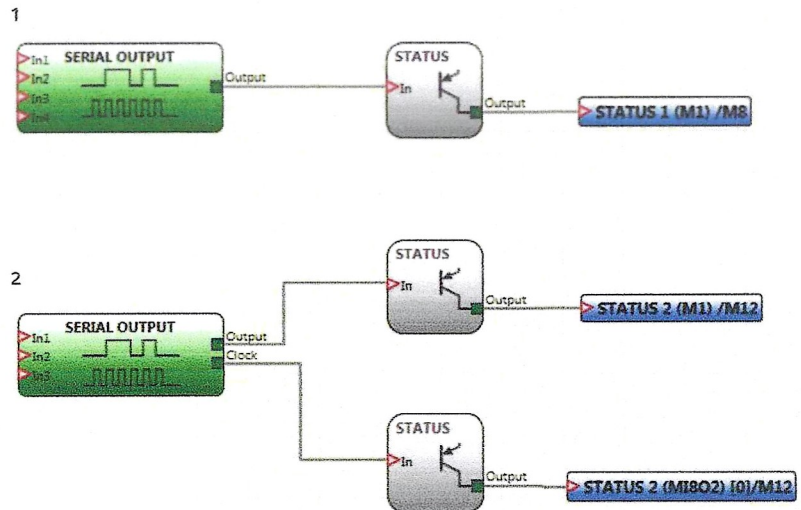 1
SERIAL OUTPUT
In1
In2
In3
In4
Output
STATUS
In
Output
STATUS 1 (M1) /M8
2
SERIAL OUTPUT
In1
In2
In3
Output
Clock
STATUS
In
Output
STATUS 2 (M1) /M12
STATUS
In
Output
STATUS 2 (MI8O2) [0]/M12